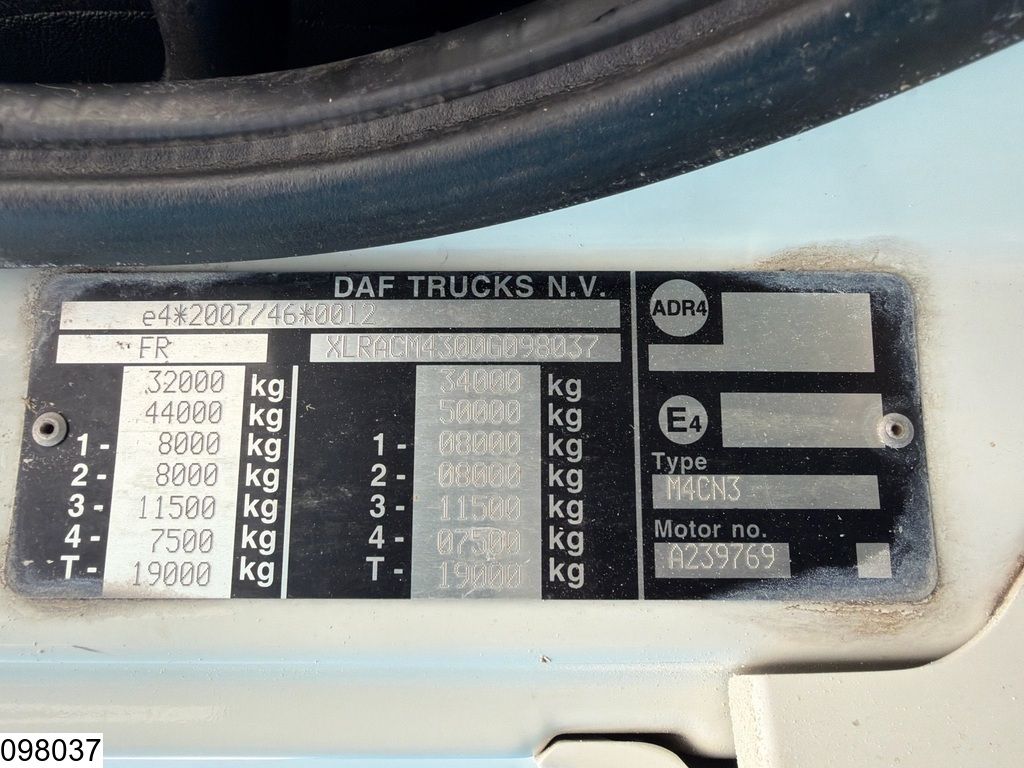 DAF TRUCKS N.V.
e4*2007/46*0012
FR XLRACM4300G098037
32000 kg 34000 kg
44000 kg 50000 kg
1- 8000 kg 1- 08000 kg
2- 8000 kg 2- 08000 kg
3- 11500 kg 3- 11500 kg
4- 7500 kg 4- 07500 kg
T- 19000 kg T- 19000 kg
ADR4
E4
Type
M4CN3
Motor no.
A239769
098037